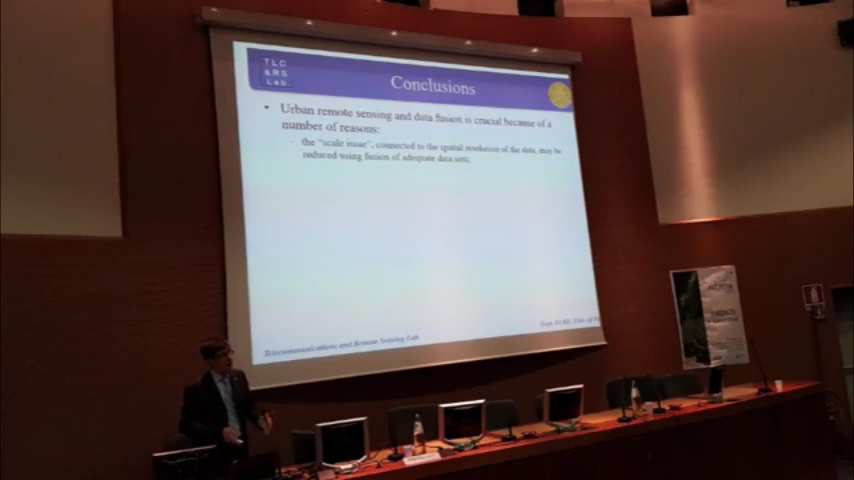 TLC
&RS
Lab.
Conclusions
• Urban remote sensing and data fusion is crucial because of a
number of reasons:
– the "scale issue", connected to the spatial resolution of the data, may be
reduced using fusion of adequate data sets.
Telecommunications and Remote Sensing Lab.